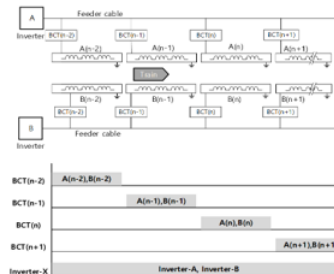 A
Feeder cable
Inverter
BCT(n-2) BCT(n-1) BCT(n) BCT(n+1)
A(n-2) A(n-1) A(n) A(n+1)
Train
B(n-2) B(n-1) B(n) B(n+1)
BCT(n-2) BCT(n-1) BCT(n) BCT(n+1)
B
Feeder cable
Inverter
BCT(n-2) A(n-2),B(n-2)
BCT(n-1) A(n-1),B(n-1)
BCT(n) A(n),B(n)
BCT(n+1) A(n+1),B(n+1
Inverter-X Inverter-A, Inverter-B